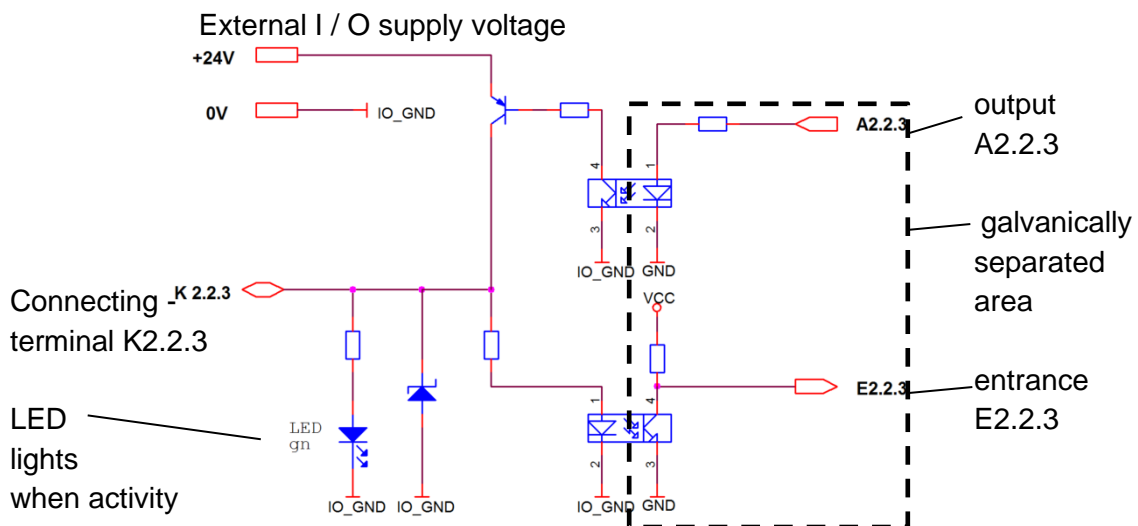 External I / O supply voltage
+24V
0V
IO_GND
A2.2.3
output
A2.2.3
4
1
3
2
IO_GND
GND
galvanically
separated
area
K 2.2.3
Connecting -
terminal K2.2.3
VCC
E2.2.3
entrance
E2.2.3
LED
gn
LED
lights
when activity
1
4
2
3
IO_GND
IO_GND
IO_GND
GND